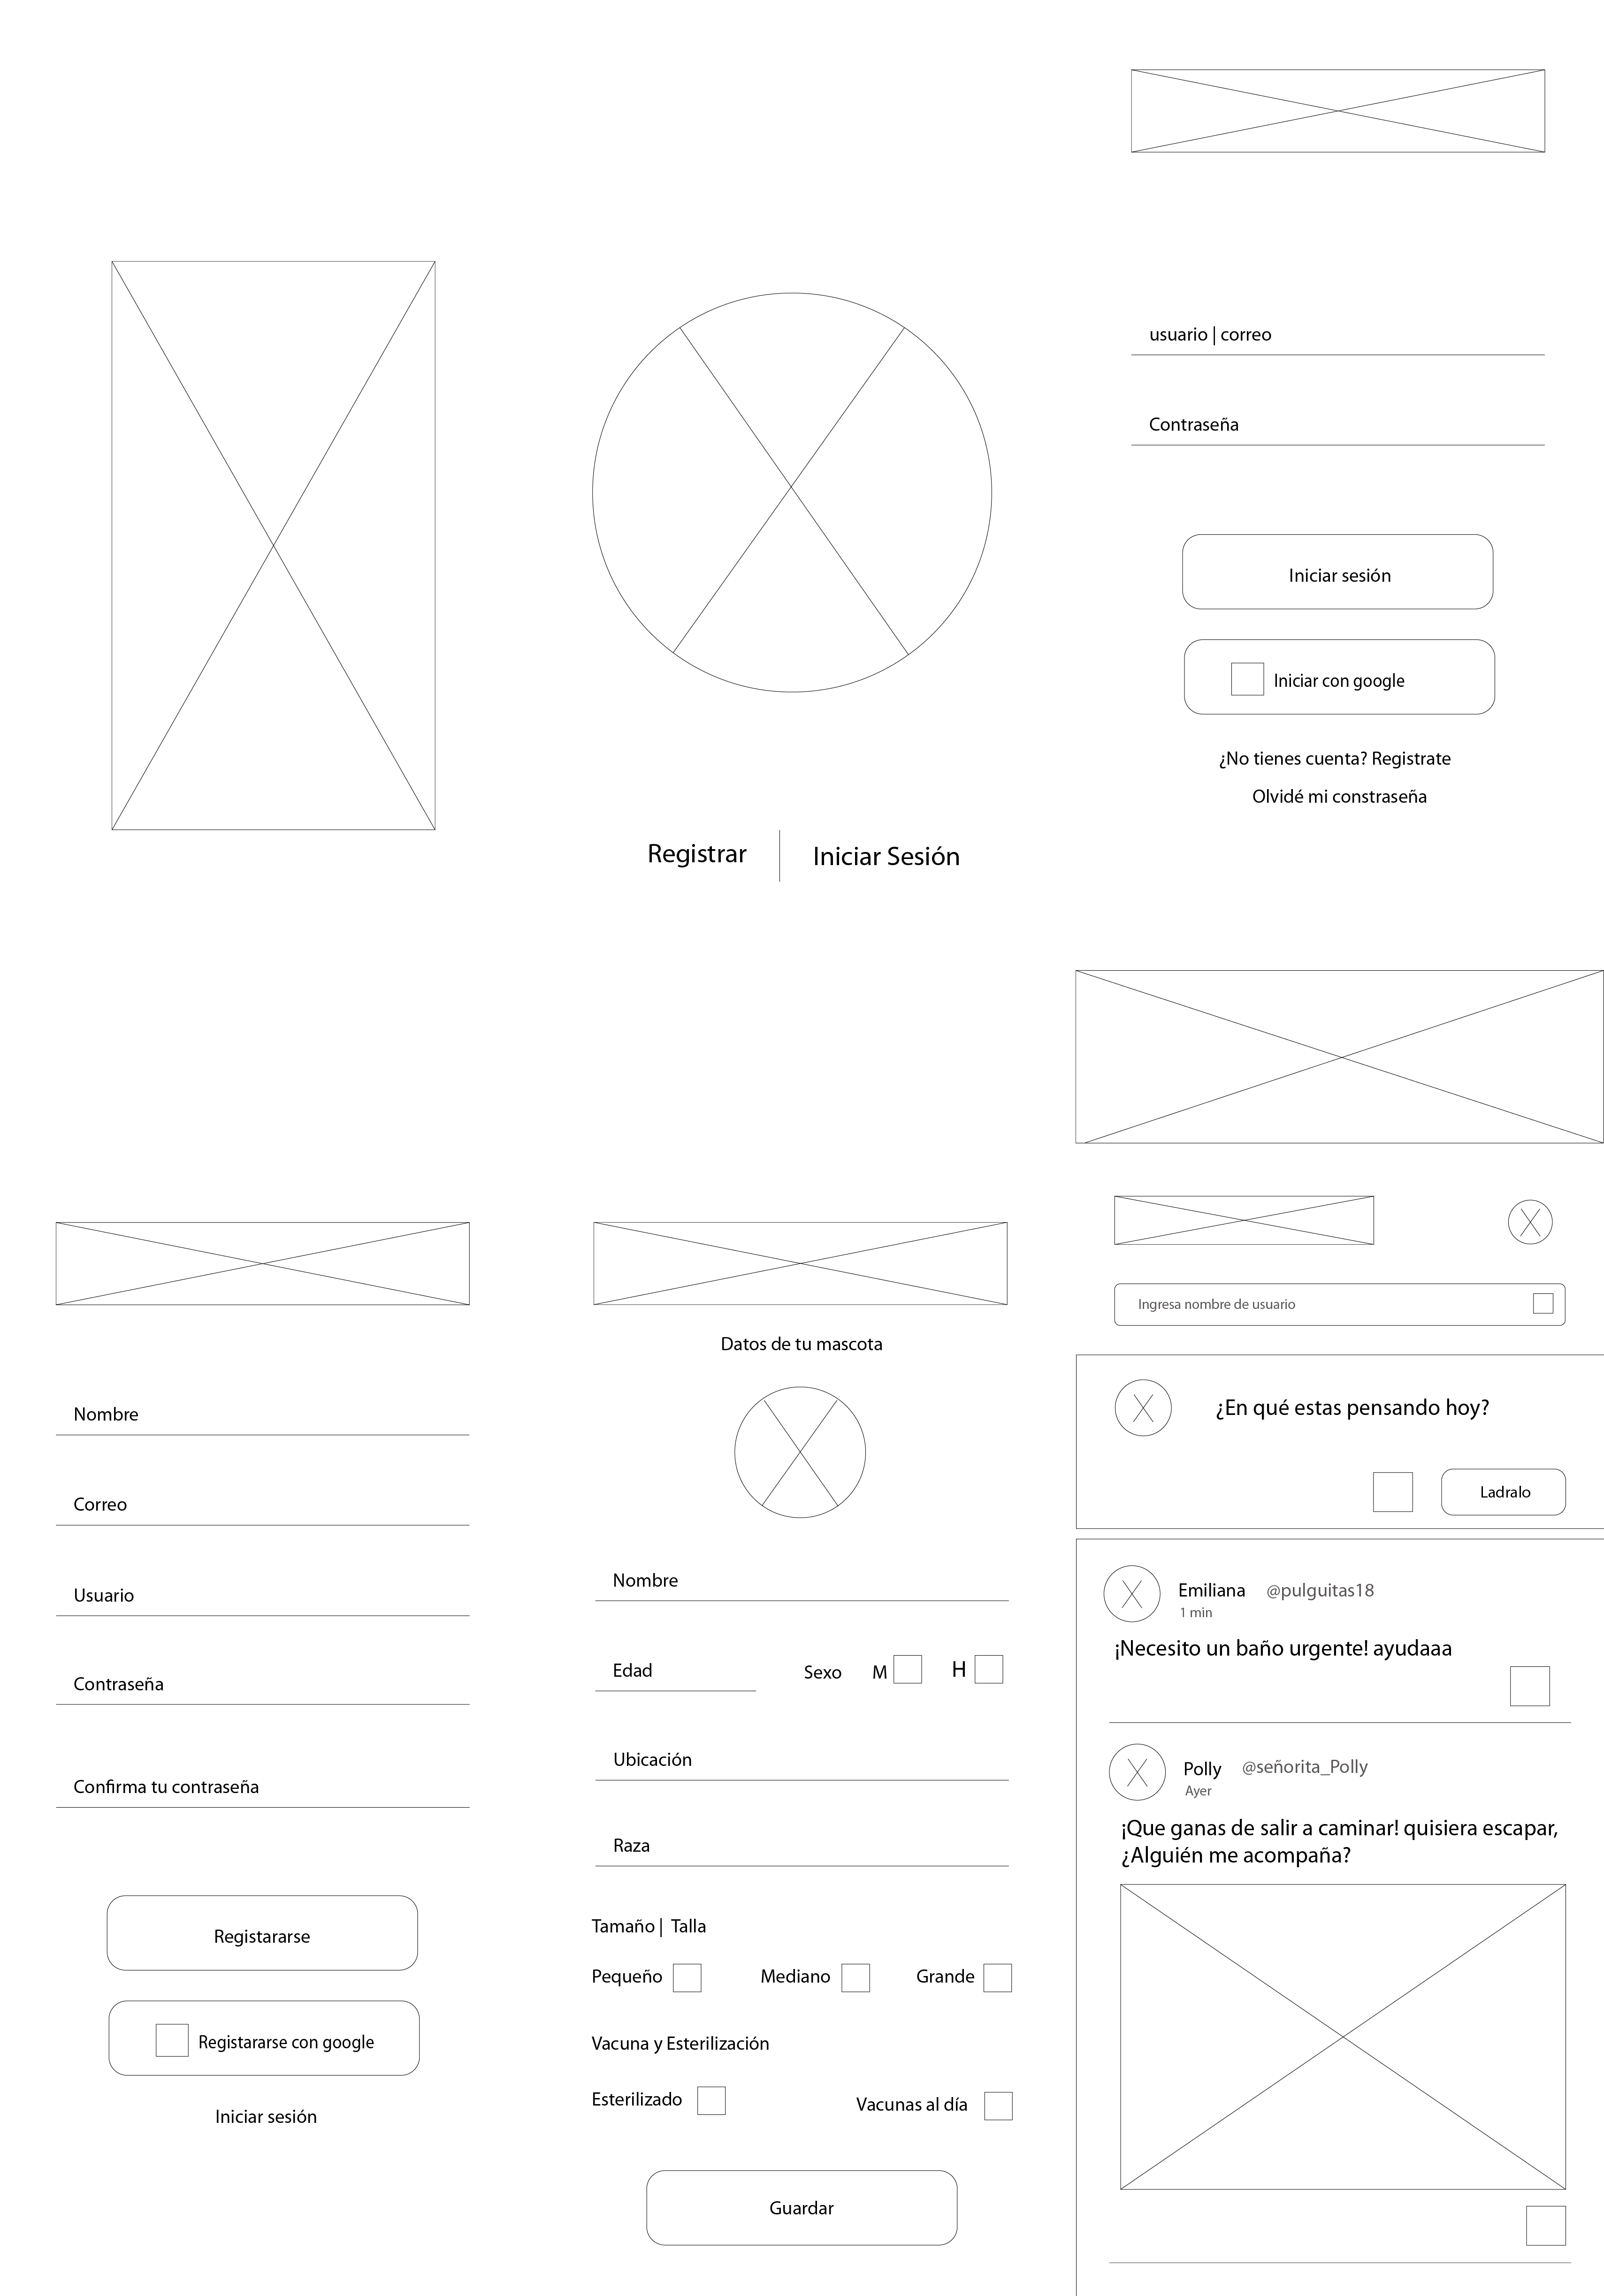 usuario | correo
Contraseña
Iniciar sesión
Iniciar con google
¿No tienes cuenta? Registrate
Olvidé mi constraseña
Registrar | Iniciar Sesión
Nombre
Correo
Usuario
Contraseña
Confirma tu contraseña
Registararse
Registararse con google
Iniciar sesión
Datos de tu mascota
Nombre
Edad Sexo M H
Ubicación
Raza
Tamaño | Talla
Pequeño Mediano Grande
Vacuna y Esterilización
Esterilizado Vacunas al día
Guardar
Ingresa nombre de usuario
¿En qué estas pensando hoy?
Ladralo
Emiliana @pulguitas18
1 min
¡Necesito un baño urgente! ayudaaa
Polly @señorita_Polly
Ayer
¡Que ganas de salir a caminar! quisiera escapar,
¿Alguién me acompaña?